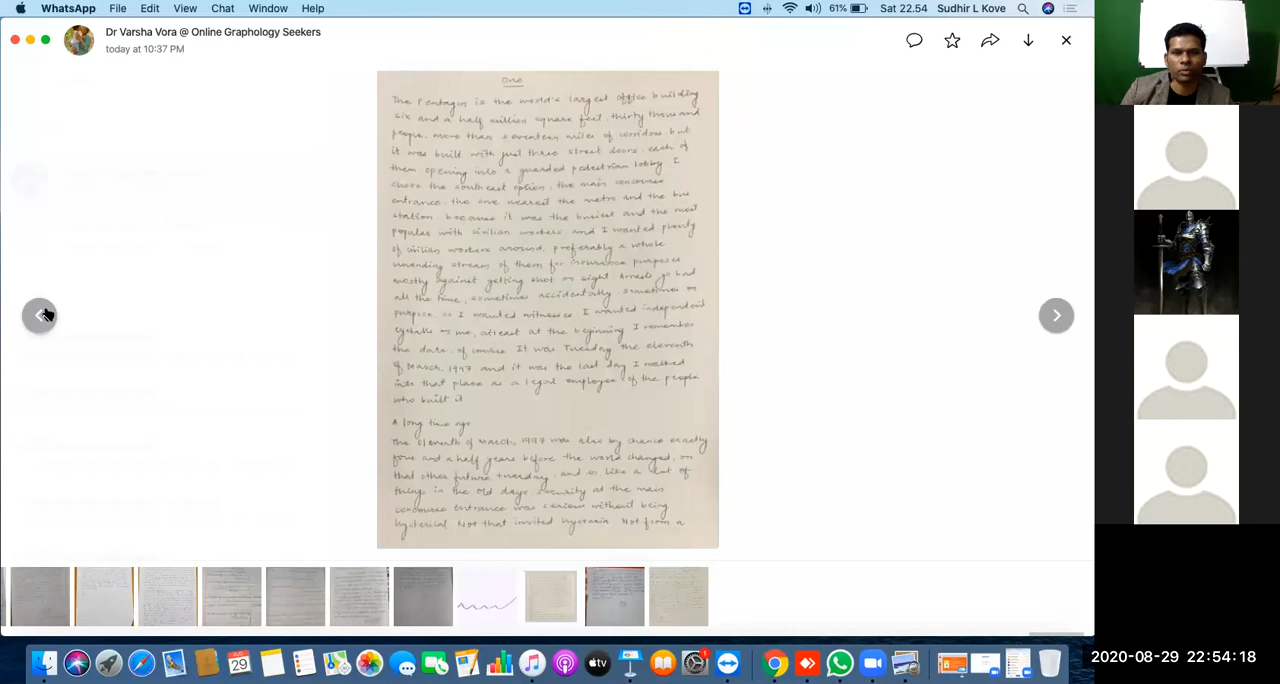 WhatsApp File Edit View Chat Window Help
61% Sat 22.54 Sudhir L Kove
Dr Varsha Vora @ Online Graphology Seekers
today at 10:37 PM
One
The Pentagon is the world's largest office building
six and a half million square feet, thirty thousand
people, more than seventeen miles of corridors, but
it was built with just three street doors, each of
them opening into a guarded pedestrian lobby. I
chose the southeast option, the main concourse
entrance, the one nearest the metro and the bus
station because it was the busiest and the most
popular with civilian workers, and I wanted plenty
of civilian workers around, preferably a whole
unending stream of them for insurance purposes
mostly against getting shot on sight Arrests go bad
all the time, sometimes accidentally, sometimes on
purpose, so I wanted witnesses I wanted independent
eyeballs on me, atleast at the beginning I remember
the date, of course It was Tuesday the eleventh
of March, 1997 and it was the last day I walked
into that place as a legal employee of the people
who built it
A long time ago
The eleventh of March, 1997 was also by chance exactly
four and a half years before the world changed, on
that other future tuesday, and so like a lot of
things in the old days security at the main
concourse entrance was serious without being
hysterical Not that invited hysteria Not from a
AUG
29
tv
2020-08-29 22:54:18